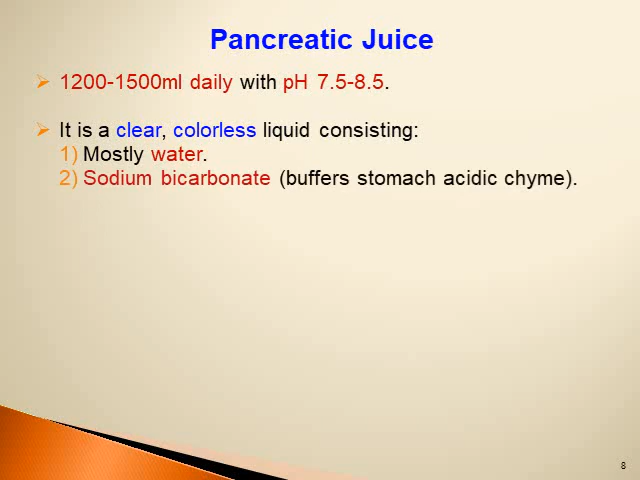 Pancreatic Juice
➢ 1200-1500ml daily with pH 7.5-8.5.
➢ It is a clear, colorless liquid consisting:
1) Mostly water.
2) Sodium bicarbonate (buffers stomach acidic chyme).
8